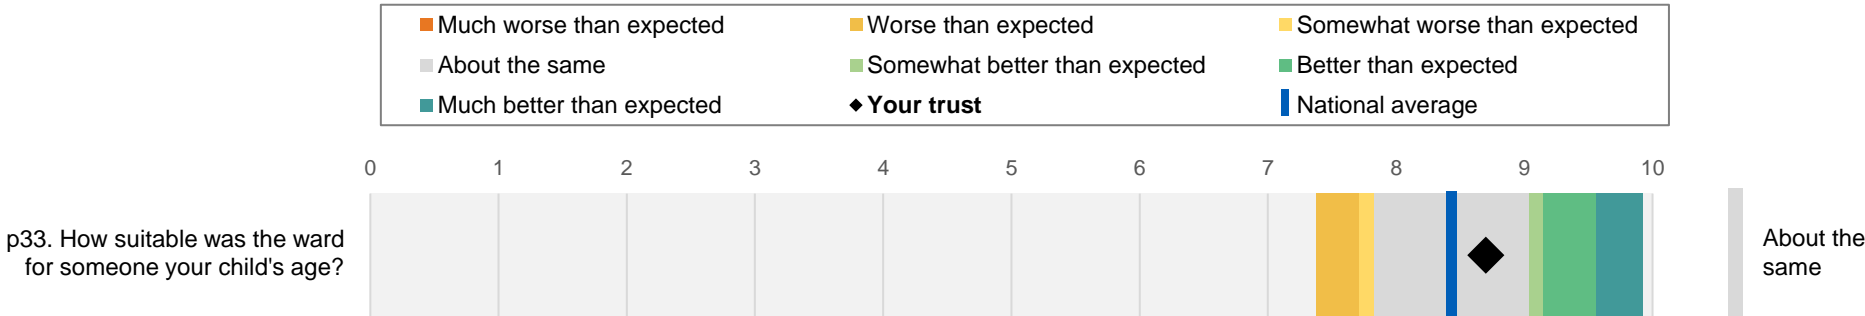 Much worse than expected
Worse than expected
Somewhat worse than expected
About the same
Somewhat better than expected
Better than expected
Much better than expected
Your trust
National average
0 1 2 3 4 5 6 7 8 9 10
p33. How suitable was the ward
for someone your child's age?
About the
same